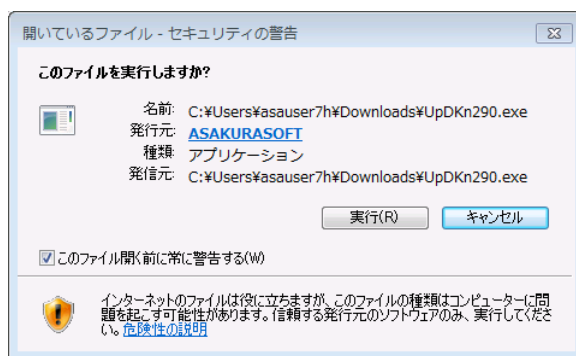 開いているファイル - セキュリティの警告
このファイルを実行しますか?
名前: C:¥Users¥asauser7h¥Downloads¥UpDKn290.exe
発行元: ASAKURASOFT
種類: アプリケーション
発信元: C:¥Users¥asauser7h¥Downloads¥UpDKn290.exe
実行(R) キャンセル
このファイル開く前に常に警告する(W)
インターネットのファイルは役に立ちますが、このファイルの種類はコンピューターに問
題を起こす可能性があります。信頼する発行元のソフトウェアのみ、実行してくださ
い。危険性の説明